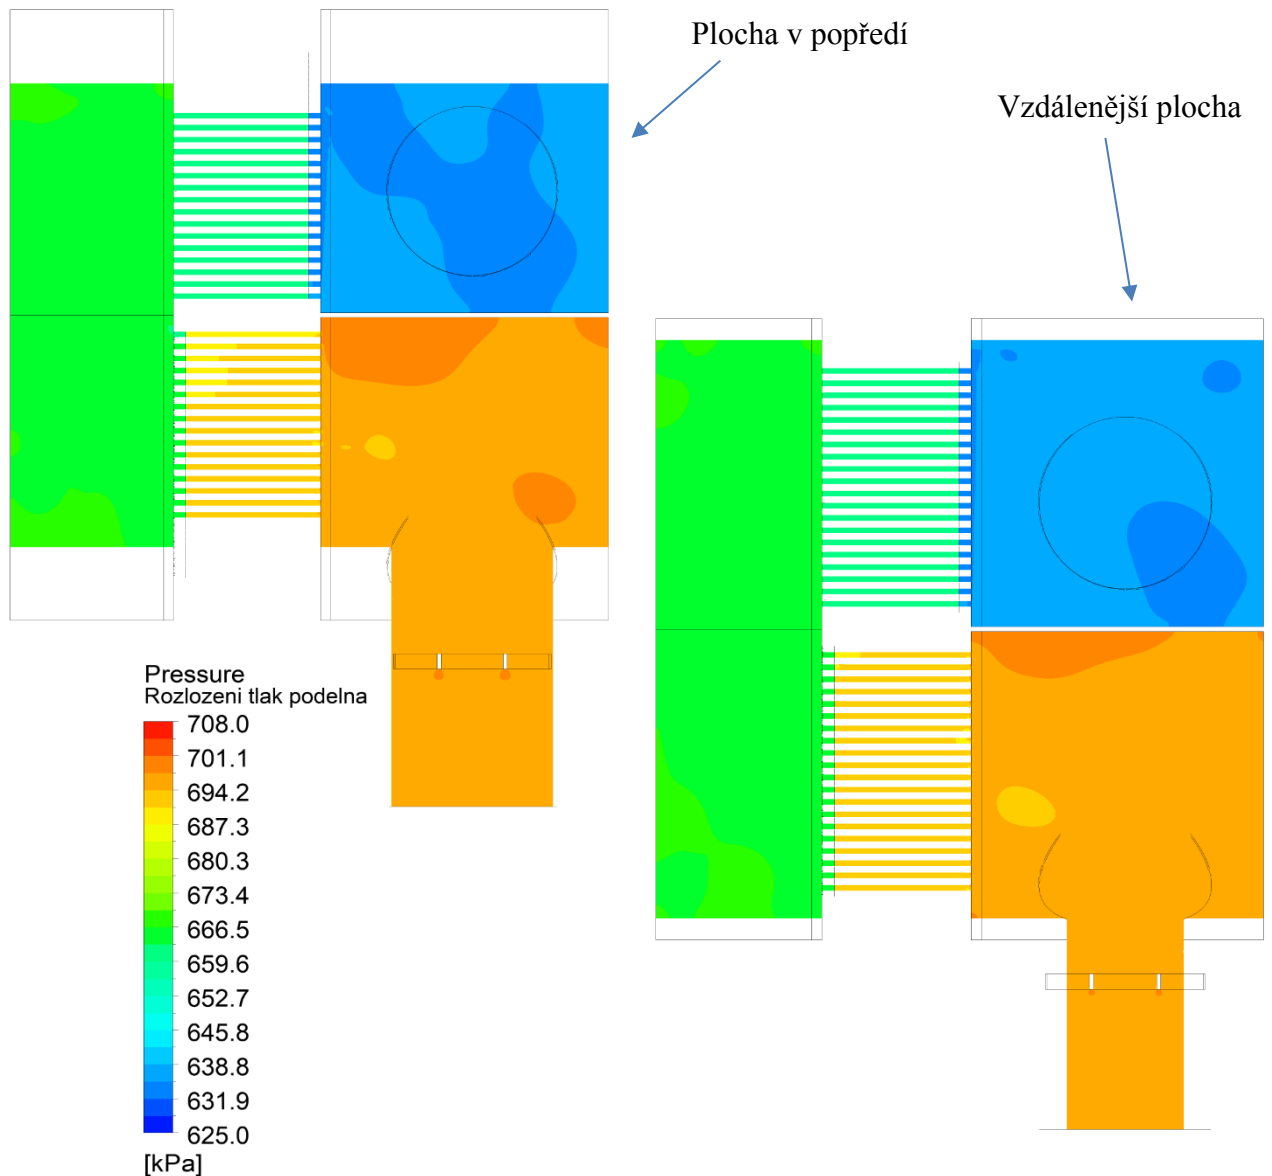 Plocha v popředí
Vzdálenější plocha
Pressure
Rozlozeni tlak podelna
708.0
701.1
694.2
687.3
680.3
673.4
666.5
659.6
652.7
645.8
638.8
631.9
625.0
[kPa]